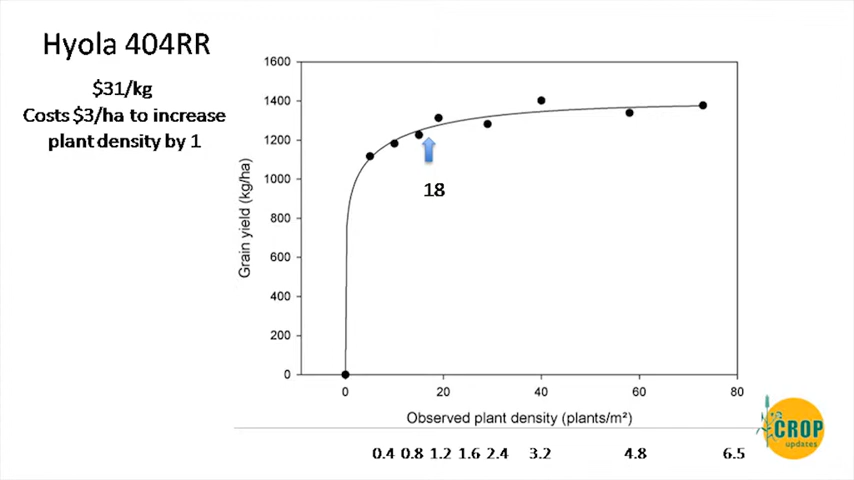 Hyola 404RR
$31/kg
Costs $3/ha to increase
plant density by 1
1600
1400
1200
1000
800
600
400
200
0
Grain yield (kg/ha)
18
0 20 40 60 80
Observed plant density (plants/m²)
0.4 0.8 1.2 1.6 2.4 3.2 4.8 6.5
CROP
updates